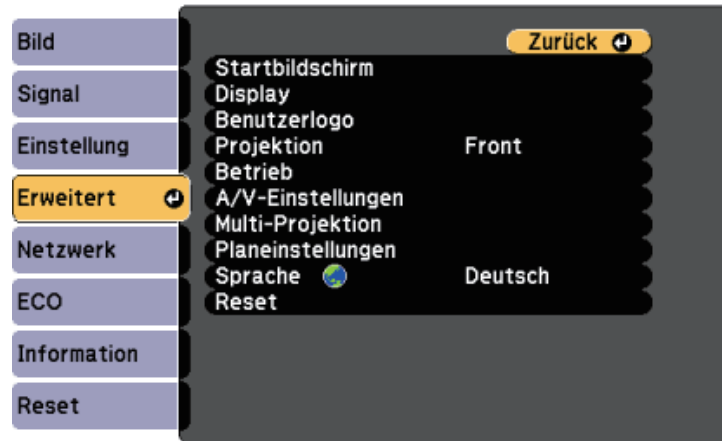 Bild
Signal
Einstellung
Erweitert
Netzwerk
ECO
Information
Reset
Zurück
Startbildschirm
Display
Benutzerlogo
Projektion Front
Betrieb
A/V-Einstellungen
Multi-Projektion
Planeinstellungen
Sprache Deutsch
Reset